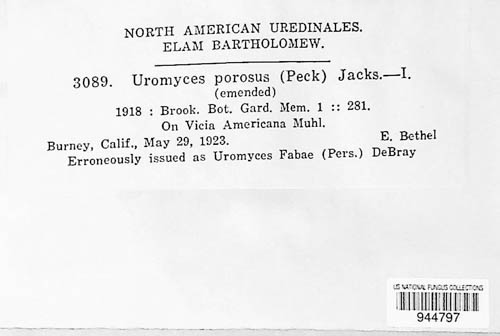 NORTH AMERICAN UREDINALES.
ELAM BARTHOLOMEW.
3089. Uromyces porosus (Peck) Jacks.—I.
(emended)
1918 : Brook. Bot. Gard. Mem. 1 :: 281.
On Vicia Americana Muhl.
Burney, Calif., May 29, 1923. E. Bethel
Erroneously issued as Uromyces Fabae (Pers.) DeBray
US NATIONAL FUNGUS COLLECTIONS
944797